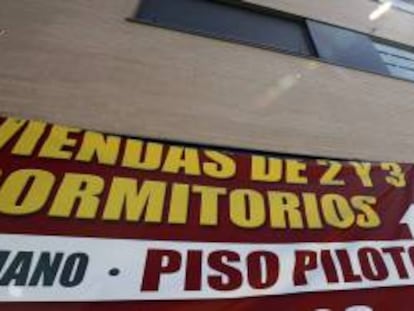 VIENDAS DE 2 Y 3
DORMITORIOS
IANO · PISO PILOTO